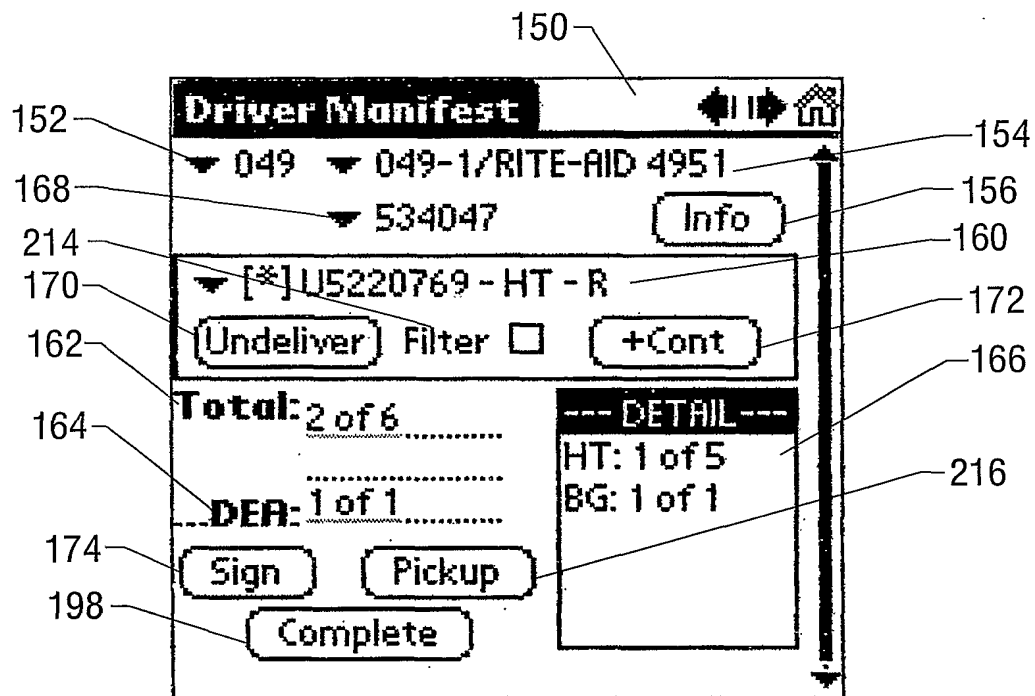 150
Driver Manifest
152
049 049-1/RITE-AID 4951
154
168
534047
Info
156
214
[*] U5220769 - HT - R
160
170
Undeliver Filter +Cont
172
162
Total: 2 of 6
--- DETAIL ---
166
HT: 1 of 5
164
DEA: 1 of 1
BG: 1 of 1
216
174
Sign Pickup
198
Complete